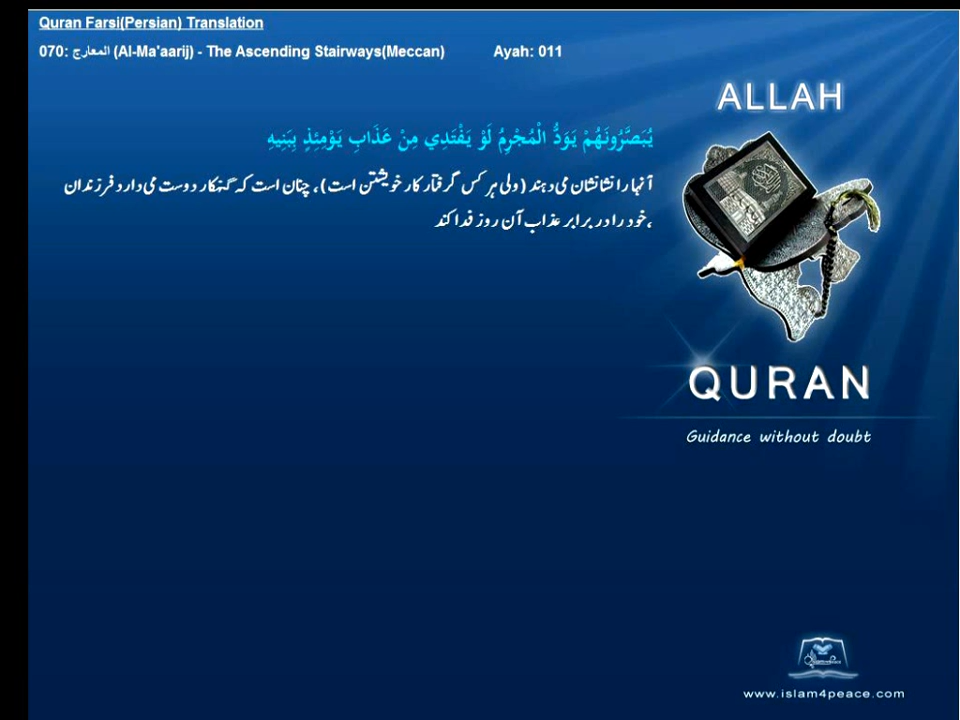 Quran Farsi(Persian) Translation
070: المعارج (Al-Ma'aarij) - The Ascending Stairways(Meccan) Ayah: 011
ALLAH
يُبَصَّرُونَهُمْ يَوَدُّ الْمُجْرِمُ لَوْ يَفْتَدِي مِنْ عَذَابِ يَوْمِئِذٍ بِبَنِيهِ
آنها را نشانشان می‌دهند (ولی هر کس گرفتار کار خویشتن است)، چنان است که گنهکار دوست می‌دارد فرزندان
خود را در برابر عذاب آن روز فدا کند،
QURAN
Guidance without doubt
www.islam4peace.com